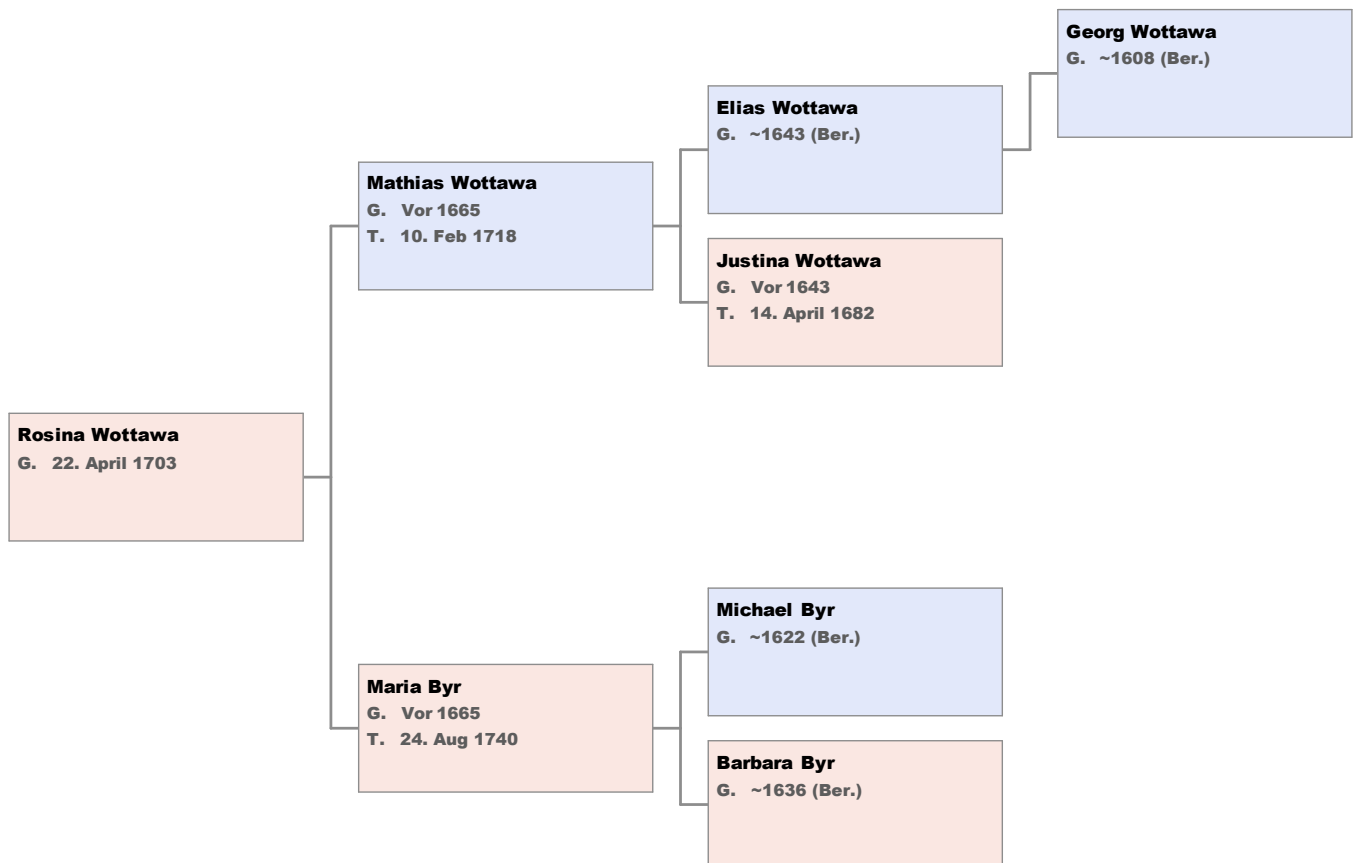 Georg Wottawa
G. ~1608 (Ber.)
Elias Wottawa
G. ~1643 (Ber.)
Mathias Wottawa
G. Vor 1665
T. 10. Feb 1718
Justina Wottawa
G. Vor 1643
T. 14. April 1682
Rosina Wottawa
G. 22. April 1703
Michael Byr
G. ~1622 (Ber.)
Maria Byr
G. Vor 1665
T. 24. Aug 1740
Barbara Byr
G. ~1636 (Ber.)